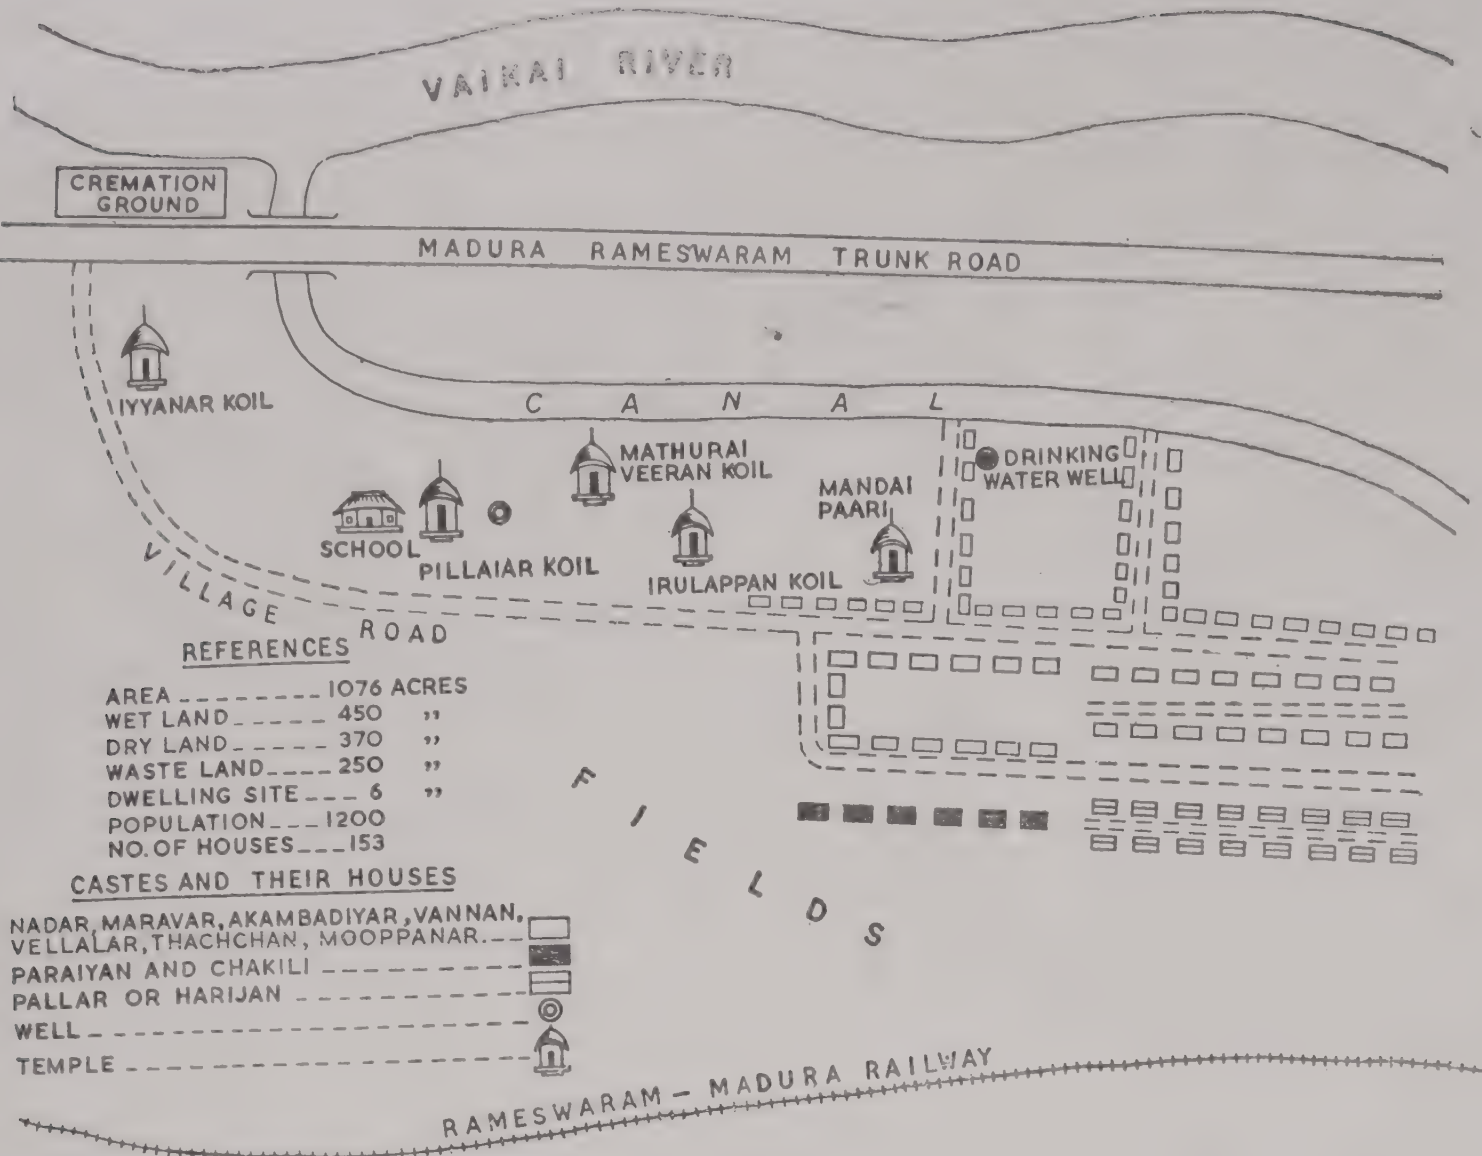 VAIKAI RIVER
CREMATION
GROUND
MADURA RAMESWARAM TRUNK ROAD
IYYANAR KOIL
CANAL
MATHURAI
VEERAN KOIL
DRINKING
WATER WELL
MANDAI
PAARI
SCHOOL
PILLAIAR KOIL
IRULAPPAN KOIL
VILLAGE ROAD
REFERENCES
AREA 1076 ACRES
WET LAND 450 ,,
DRY LAND 370 ,,
WASTE LAND 250 ,,
DWELLING SITE 6 ,,
POPULATION 1200
NO. OF HOUSES 153
FIELDS
CASTES AND THEIR HOUSES
NADAR, MARAVAR, AKAMBADIYAR, VANNAN,
VELLALAR, THACHCHAN, MOOPPANAR.
PARAIYAN AND CHAKILI
PALLAR OR HARIJAN
WELL
TEMPLE
RAMESWARAM - MADURA RAILWAY